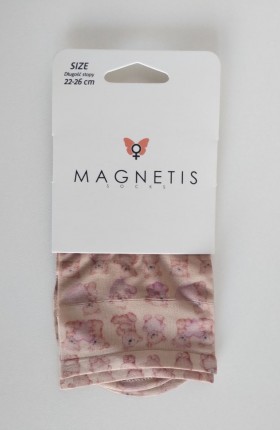 SIZE
Długość stopy
22-26 cm
MAGNETIS
SOCKS